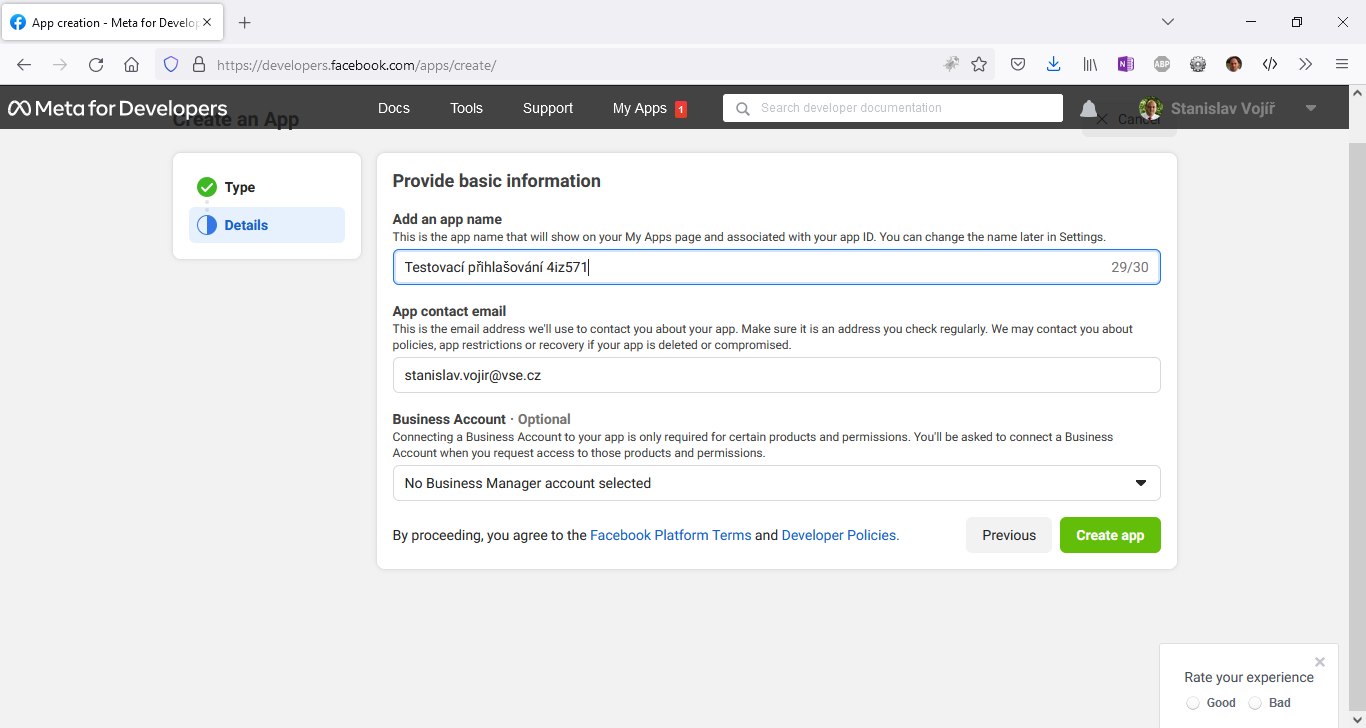 App creation - Meta for Develop
https://developers.facebook.com/apps/create/
ABP
Meta for Developers
Docs
Tools
Support
My Apps 1
Search developer documentation
Stanislav Vojíř
Create an App
Cancel
Type
Details
Provide basic information
Add an app name
This is the app name that will show on your My Apps page and associated with your app ID. You can change the name later in Settings.
Testovací přihlašování 4iz571
29/30
App contact email
This is the email address we'll use to contact you about your app. Make sure it is an address you check regularly. We may contact you about
policies, app restrictions or recovery if your app is deleted or compromised.
stanislav.vojir@vse.cz
Business Account · Optional
Connecting a Business Account to your app is only required for certain products and permissions. You'll be asked to connect a Business
Account when you request access to those products and permissions.
No Business Manager account selected
By proceeding, you agree to the Facebook Platform Terms and Developer Policies.
Previous
Create app
Rate your experience
Good
Bad